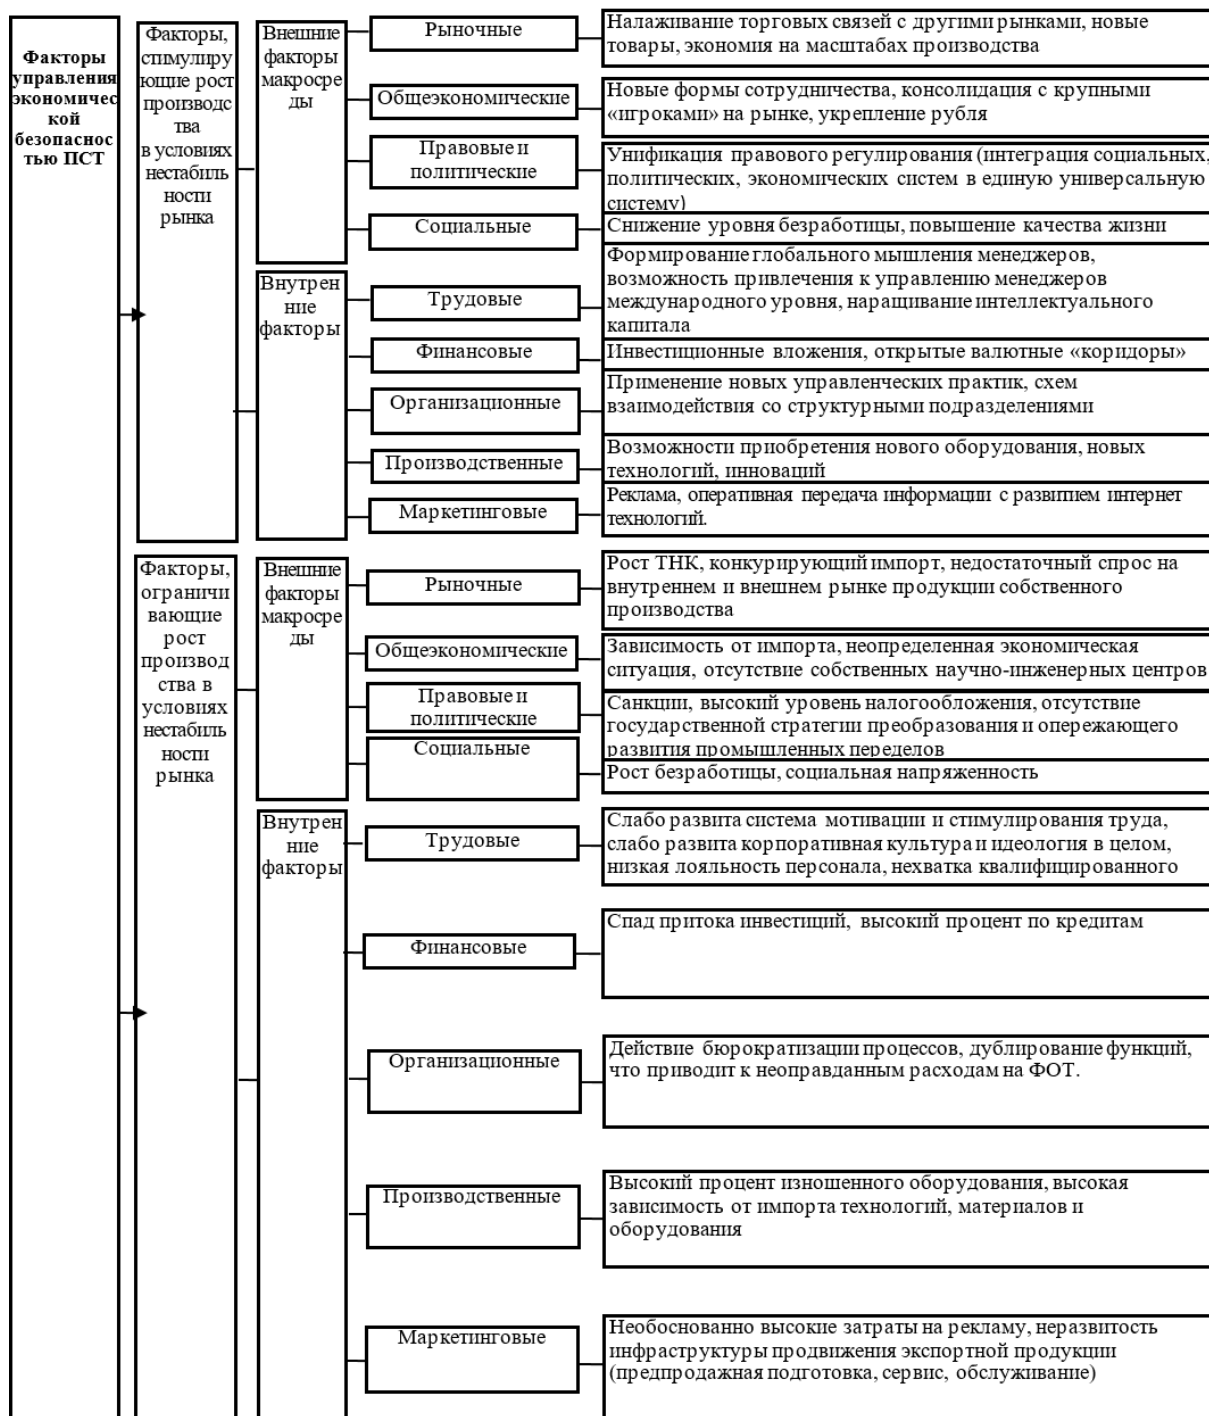 Факторы
управления
экономичес
кой
безопаснос
тью ПСТ
Факторы,
стимулиру
ющие рост
производс
тва
в условиях
нестабиль
ности
рынка
Внешние
факторы
макросре
ды
Рыночные
Налаживание торговых связей с другими рынками, новые
товары, экономия на масштабах производства
Общеэкономические
Новые формы сотрудничества, консолидация с крупными
«игроками» на рынке, укрепление рубля
Правовые и
политические
Унификация правового регулирования (интеграция социальных,
политических, экономических систем в единую универсальную
систему)
Социальные
Снижение уровня безработицы, повышение качества жизни
Внутрен
ние
факторы
Трудовые
Формирование глобального мышления менеджеров,
возможность привлечения к управлению менеджеров
международного уровня, наращивание интеллектуального
капитала
Финансовые
Инвестиционные вложения, открытые валютные «коридоры»
Организационные
Применение новых управленческих практик, схем
взаимодействия со структурными подразделениями
Производственные
Возможности приобретения нового оборудования, новых
технологий, инноваций
Маркетинговые
Реклама, оперативная передача информации с развитием интернет
технологий.
Факторы,
ограничи
вающие
рост
производ
ства в
условиях
нестабиль
ности
рынка
Внешние
факторы
макросре
ды
Рыночные
Рост ТНК, конкурирующий импорт, недостаточный спрос на
внутреннем и внешнем рынке продукции собственного
производства
Общеэкономические
Зависимость от импорта, неопределенная экономическая
ситуация, отсутствие собственных научно-инженерных центров
Правовые и
политические
Санкции, высокий уровень налогообложения, отсутствие
государственной стратегии преобразования и опережающего
развития промышленных переделов
Социальные
Рост безработицы, социальная напряженность
Внутрен
ние
факторы
Трудовые
Слабо развита система мотивации и стимулирования труда,
слабо развита корпоративная культура и идеология в целом,
низкая лояльность персонала, нехватка квалифицированного
Финансовые
Спад притока инвестиций, высокий процент по кредитам
Организационные
Действие бюрократизации процессов, дублирование функций,
что приводит к неоправданным расходам на ФОТ.
Производственные
Высокий процент изношенного оборудования, высокая
зависимость от импорта технологий, материалов и
оборудования
Маркетинговые
Необоснованно высокие затраты на рекламу, неразвитость
инфраструктуры продвижения экспортной продукции
(предпродажная подготовка, сервис, обслуживание)